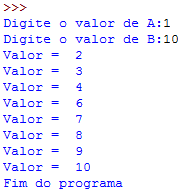 >>>
Digite o valor de A:1
Digite o valor de B:10
Valor =  2
Valor =  3
Valor =  4
Valor =  6
Valor =  7
Valor =  8
Valor =  9
Valor =  10
Fim do programa